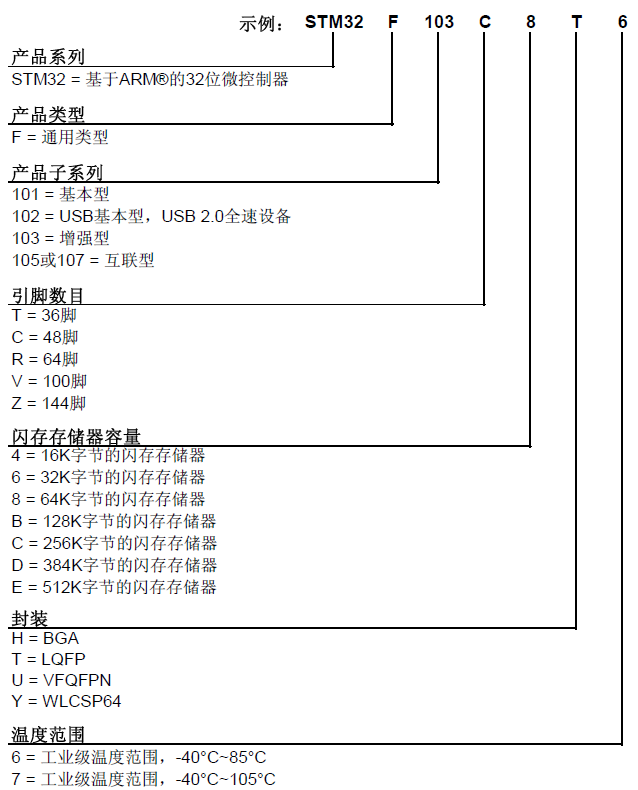 示例： STM32 F 103 C 8 T 6
产品系列
STM32 = 基于ARM®的32位微控制器
产品类型
F = 通用类型
产品子系列
101 = 基本型
102 = USB基本型，USB 2.0全速设备
103 = 增强型
105或107 = 互联型
引脚数目
T = 36脚
C = 48脚
R = 64脚
V = 100脚
Z = 144脚
闪存存储器容量
4 = 16K字节的闪存存储器
6 = 32K字节的闪存存储器
8 = 64K字节的闪存存储器
B = 128K字节的闪存存储器
C = 256K字节的闪存存储器
D = 384K字节的闪存存储器
E = 512K字节的闪存存储器
封装
H = BGA
T = LQFP
U = VFQFPN
Y = WLCSP64
温度范围
6 = 工业级温度范围，-40°C~85°C
7 = 工业级温度范围，-40°C~105°C